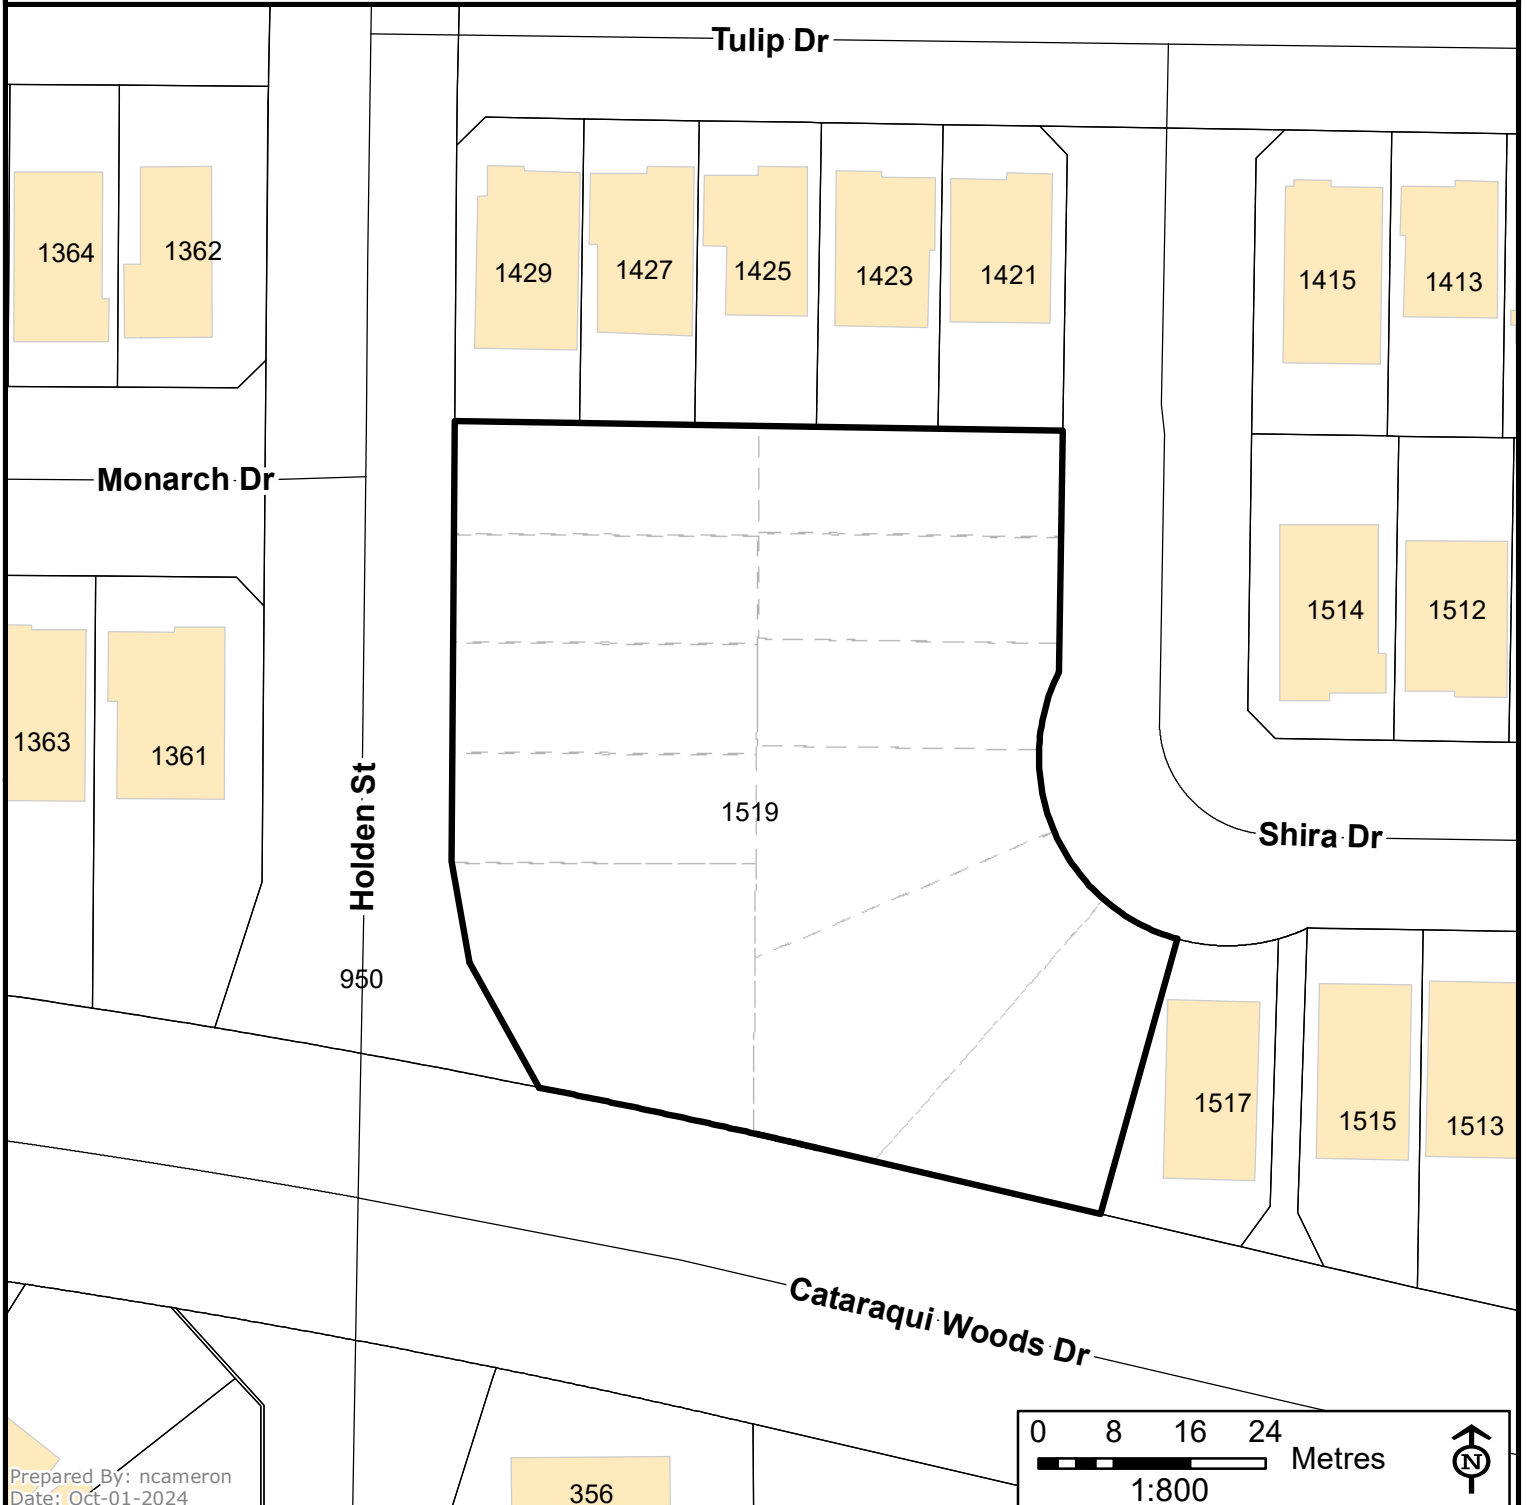 Tulip Dr
1364
1362
1429
1427
1425
1423
1421
1415
1413
Monarch Dr
1514
1512
1363
1361
Holden St
1519
Shira Dr
950
1517
1515
1513
Cataraqui Woods Dr
356
0 8 16 24
Metres
1:800
N
Prepared By: ncameron
Date: Oct-01-2024